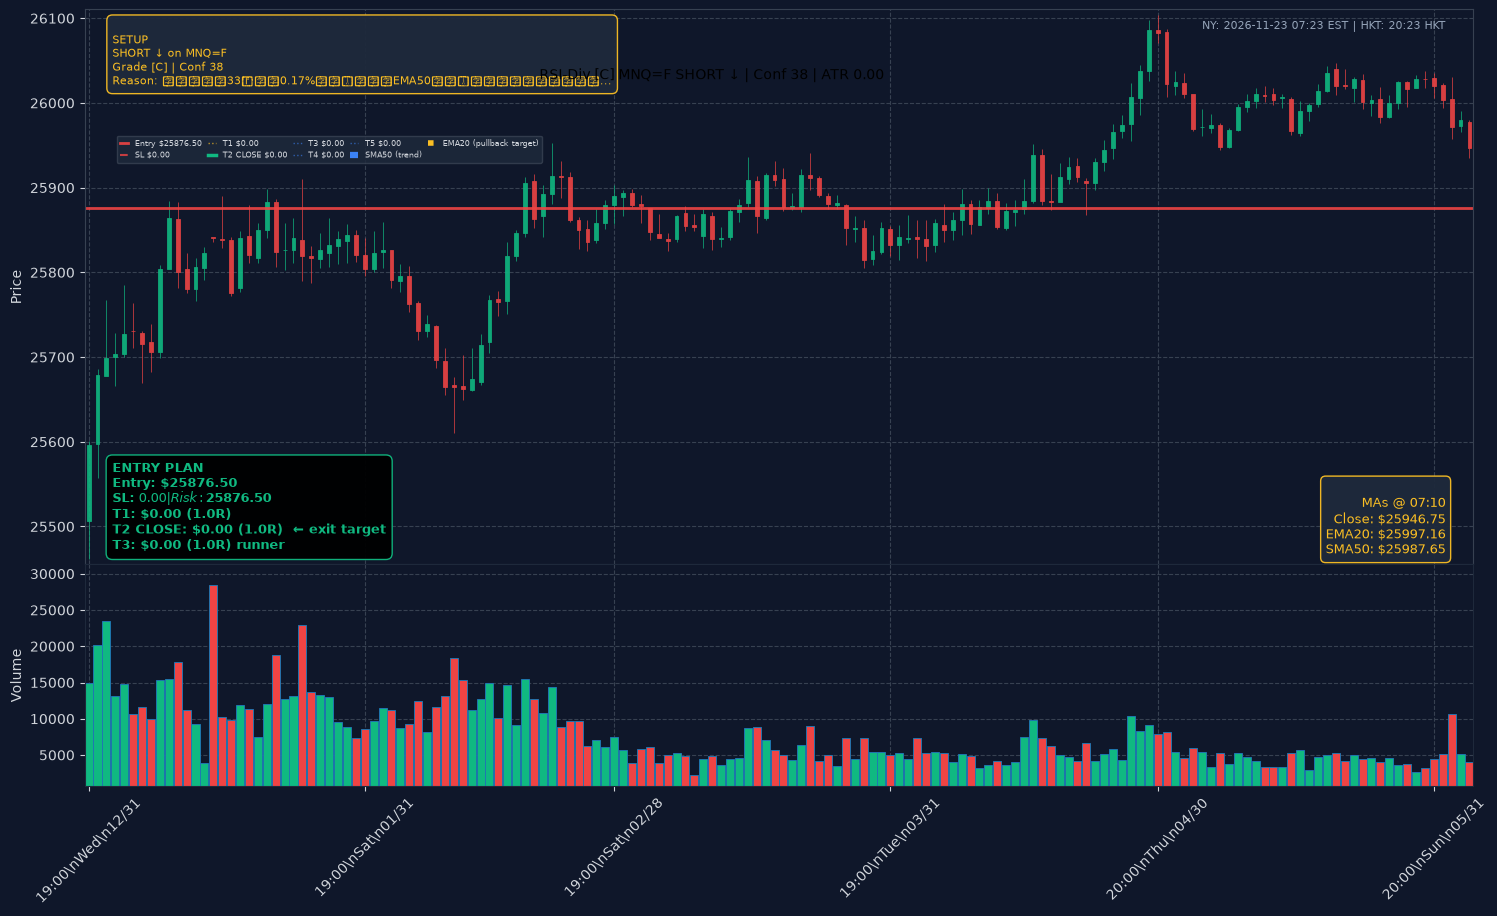 NY: 2026-11-23 07:23 EST | HKT: 20:23 HKT
SETUP
SHORT ↓ on MNQ=F
Grade [C] | Conf 38
Reason: 33 0.17% EMA50 ...
RSI-Div [C] MNQ=F SHORT ↓ | Conf 38 | ATR 0.00
Entry $25876.50
SL $0.00
T1 $0.00
T2 CLOSE $0.00
T3 $0.00
T4 $0.00
T5 $0.00
SMA50 (trend)
EMA20 (pullback target)
Price
26100
26000
25900
25800
25700
25600
25500
ENTRY PLAN
Entry: $25876.50
SL: 0.00|Risk:25876.50
T1: $0.00 (1.0R)
T2 CLOSE: $0.00 (1.0R) ← exit target
T3: $0.00 (1.0R) runner
MAs @ 07:10
Close: $25946.75
EMA20: $25997.16
SMA50: $25987.65
Volume
30000
25000
20000
15000
10000
5000
19:00\nWed\n12/31
19:00\nSat\n01/31
19:00\nSat\n02/28
19:00\nTue\n03/31
20:00\nThu\n04/30
20:00\nSun\n05/31